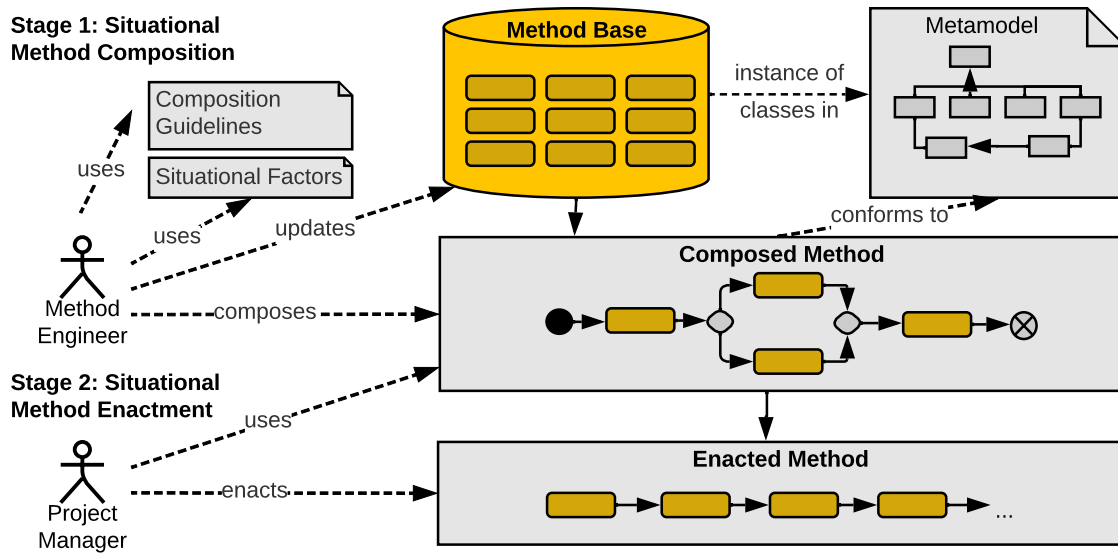 Stage 1: Situational
Method Composition
Composition
Guidelines
Situational Factors
uses
uses
updates
Method
Engineer
composes
Method Base
instance of
classes in
Metamodel
conforms to
Composed Method
Stage 2: Situational
Method Enactment
uses
enacts
Project
Manager
Enacted Method
...